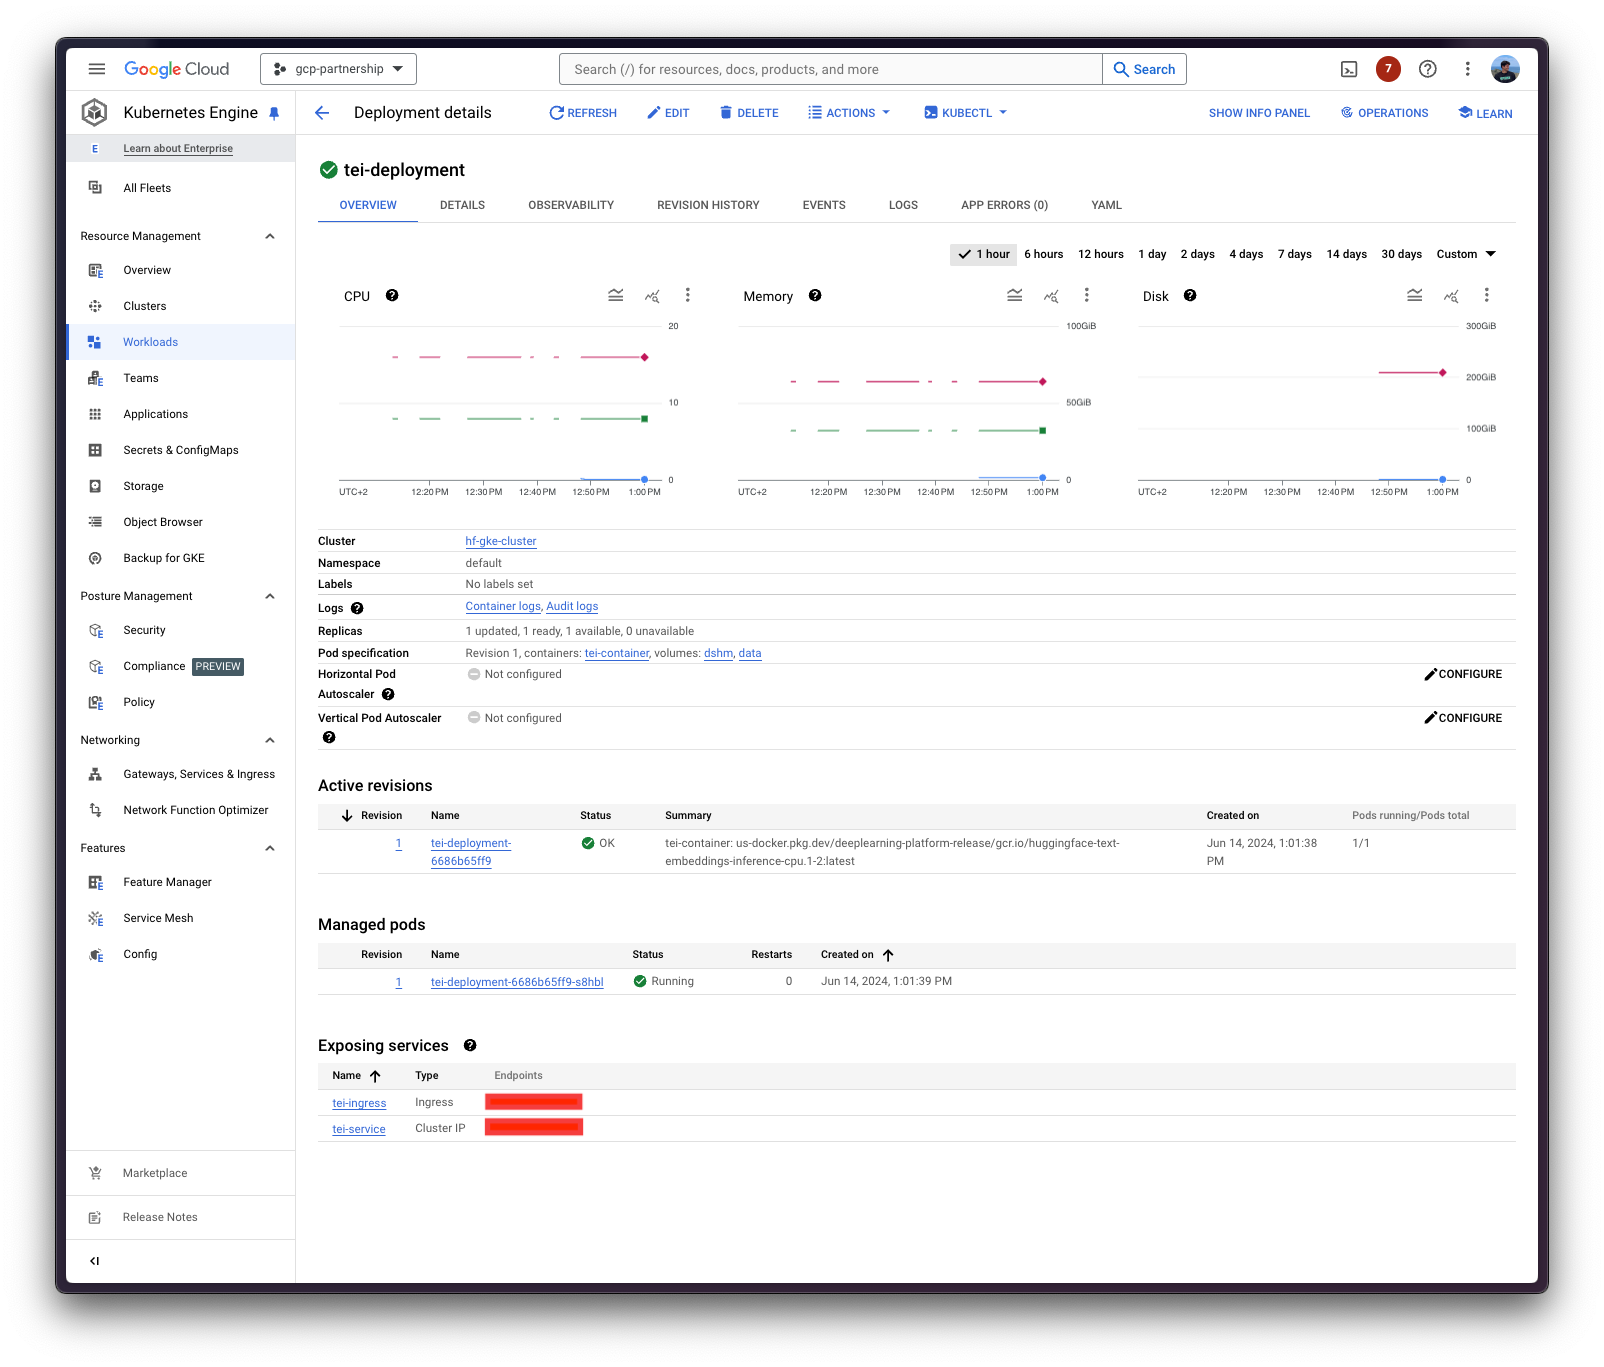 Google Cloud
gcp-partnership
Search (/) for resources, docs, products, and more
Search
7
Kubernetes Engine
Deployment details
REFRESH
EDIT
DELETE
ACTIONS
KUBECTL
SHOW INFO PANEL
OPERATIONS
LEARN
E
Learn about Enterprise
All Fleets
Resource Management
Overview
Clusters
Workloads
Teams
Applications
Secrets & ConfigMaps
Storage
Object Browser
Backup for GKE
Posture Management
Security
Compliance PREVIEW
Policy
Networking
Gateways, Services & Ingress
Network Function Optimizer
Features
Feature Manager
Service Mesh
Config
Marketplace
Release Notes
tei-deployment
OVERVIEW DETAILS OBSERVABILITY REVISION HISTORY EVENTS LOGS APP ERRORS (0) YAML
1 hour 6 hours 12 hours 1 day 2 days 4 days 7 days 14 days 30 days Custom
CPU
20
10
0
UTC+2 12:20 PM 12:30 PM 12:40 PM 12:50 PM 1:00 PM
Memory
100GiB
50GiB
0
UTC+2 12:20 PM 12:30 PM 12:40 PM 12:50 PM 1:00 PM
Disk
300GiB
200GiB
100GiB
0
UTC+2 12:20 PM 12:30 PM 12:40 PM 12:50 PM 1:00 PM
Cluster hf-gke-cluster
Namespace default
Labels No labels set
Logs Container logs, Audit logs
Replicas 1 updated, 1 ready, 1 available, 0 unavailable
Pod specification Revision 1, containers: tei-container, volumes: dshm, data
Horizontal Pod Not configured CONFIGURE
Autoscaler
Vertical Pod Autoscaler Not configured CONFIGURE
Active revisions
Revision Name Status Summary Created on Pods running/Pods total
1 tei-deployment- OK tei-container: us-docker.pkg.dev/deeplearning-platform-release/gcr.io/huggingface-text- Jun 14, 2024, 1:01:38 1/1
6686b65ff9 embeddings-inference-cpu.1-2:latest PM
Managed pods
Revision Name Status Restarts Created on
1 tei-deployment-6686b65ff9-s8hbl Running 0 Jun 14, 2024, 1:01:39 PM
Exposing services
Name Type Endpoints
tei-ingress Ingress
tei-service Cluster IP